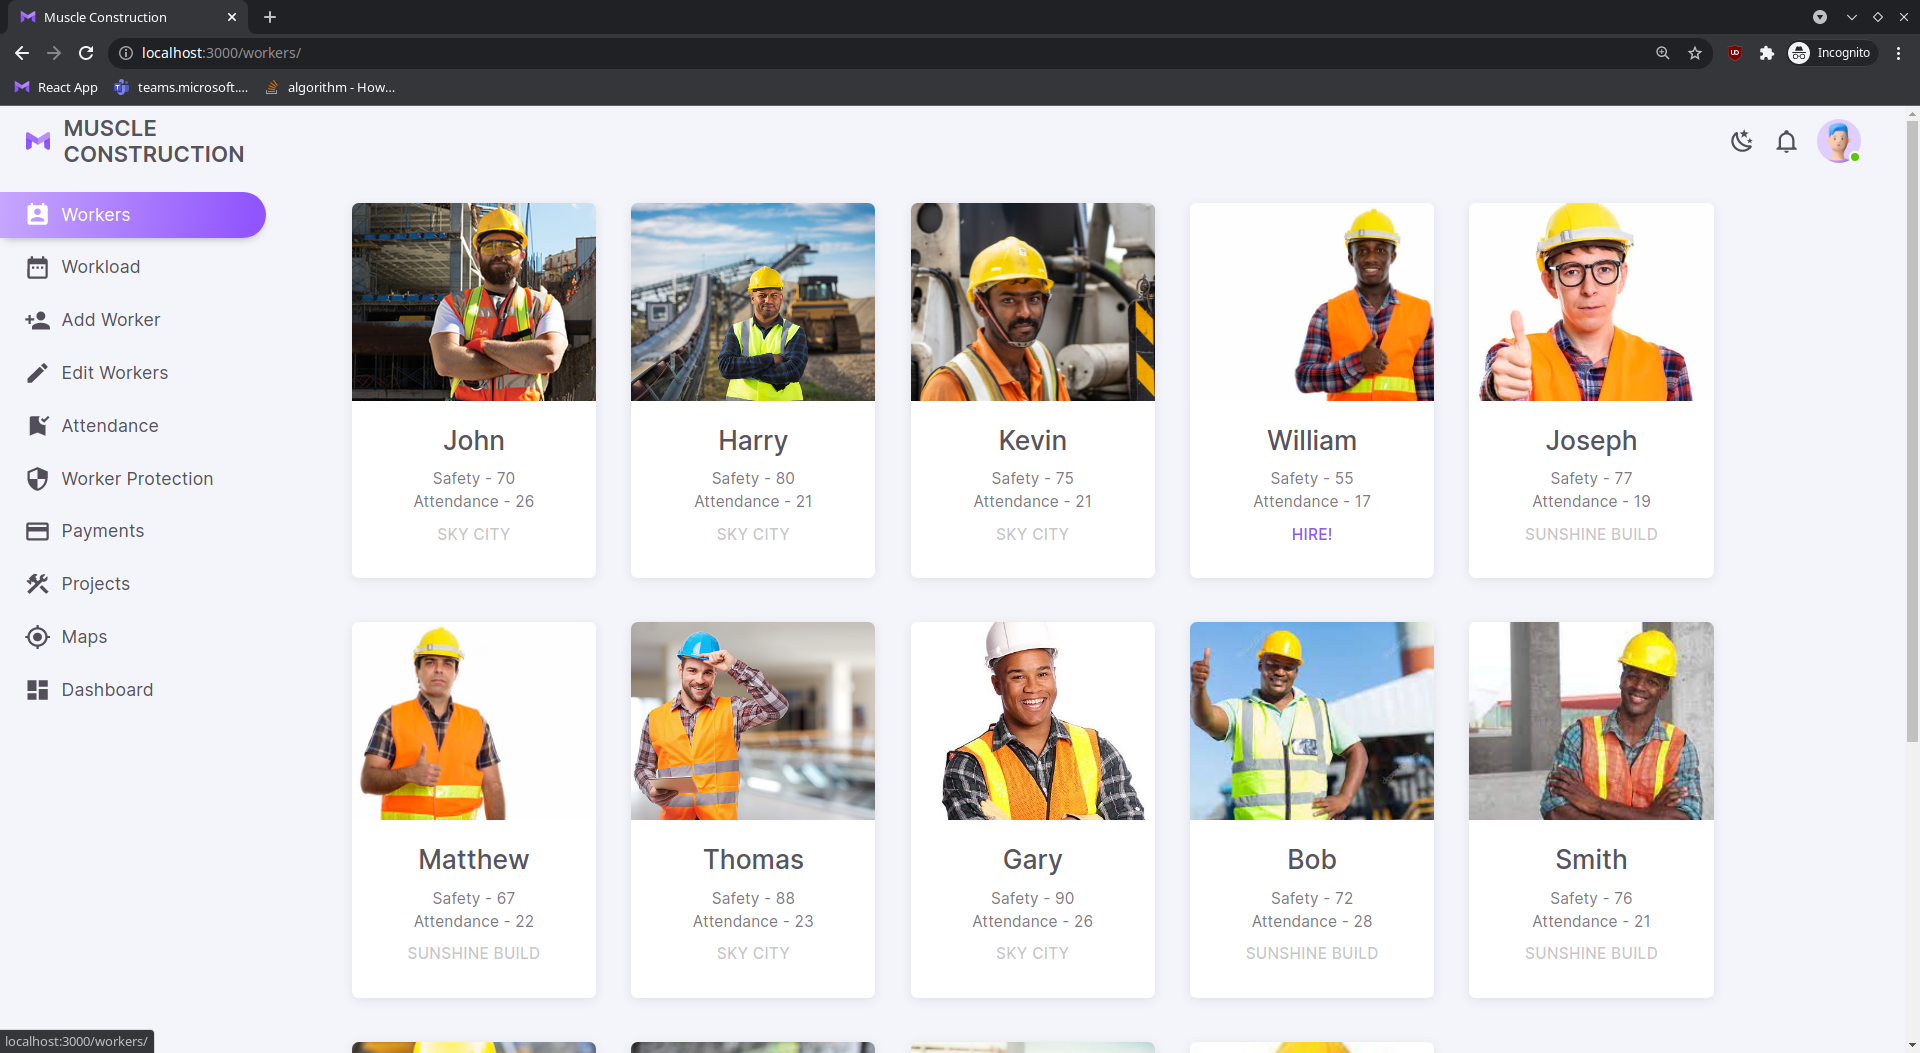 Muscle Construction
localhost:3000/workers/
Incognito
React App
teams.microsoft....
algorithm - How...
MUSCLE
CONSTRUCTION
Workers
Workload
Add Worker
Edit Workers
Attendance
Worker Protection
Payments
Projects
Maps
Dashboard
John
Safety - 70
Attendance - 26
SKY CITY
Harry
Safety - 80
Attendance - 21
SKY CITY
Kevin
Safety - 75
Attendance - 21
SKY CITY
William
Safety - 55
Attendance - 17
HIRE!
Joseph
Safety - 77
Attendance - 19
SUNSHINE BUILD
Matthew
Safety - 67
Attendance - 22
SUNSHINE BUILD
Thomas
Safety - 88
Attendance - 23
SKY CITY
Gary
Safety - 90
Attendance - 26
SKY CITY
Bob
Safety - 72
Attendance - 28
SUNSHINE BUILD
Smith
Safety - 76
Attendance - 21
SUNSHINE BUILD
localhost:3000/workers/